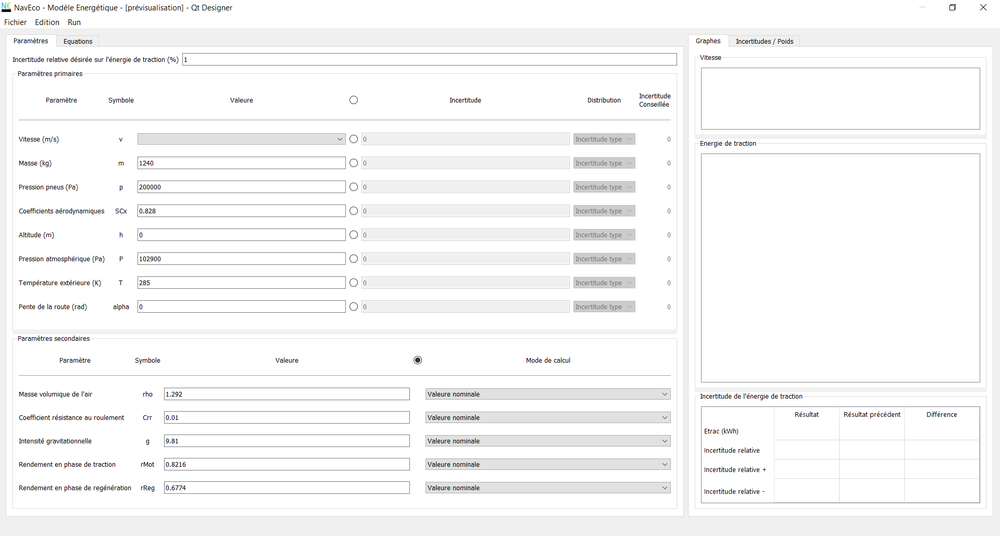 N€ NavEco - Modèle Energétique - [prévisualisation] - Qt Designer
Fichier Edition Run
Paramètres Equations
Incertitude relative désirée sur l'énergie de traction (%) 1
Paramètres primaires
Paramètre Symbole Valeure Incertitude Distribution Incertitude
Conseillée
Vitesse (m/s) v 0 Incertitude type 0
Masse (kg) m 1240 0 Incertitude type 0
Pression pneus (Pa) p 200000 0 Incertitude type 0
Coefficients aérodynamiques SCx 0.828 0 Incertitude type 0
Altitude (m) h 0 0 Incertitude type 0
Pression atmosphérique (Pa) P 102900 0 Incertitude type 0
Température extérieure (K) T 285 0 Incertitude type 0
Pente de la route (rad) alpha 0 0 Incertitude type 0
Paramètres secondaires
Paramètre Symbole Valeure Mode de calcul
Masse volumique de l'air rho 1.292 Valeure nominale
Coefficient résistance au roulement Crr 0.01 Valeure nominale
Intensité gravitationnelle g 9.81 Valeure nominale
Rendement en phase de traction rMot 0.8216 Valeure nominale
Rendement en phase de regénération rReg 0.6774 Valeure nominale
Graphes Incertitudes / Poids
Vitesse
Energie de traction
Incertitude de l'énergie de traction
Résultat Résultat précédent Différence
Etrac (kWh)
Incertitude relative
Incertitude relative +
Incertitude relative -